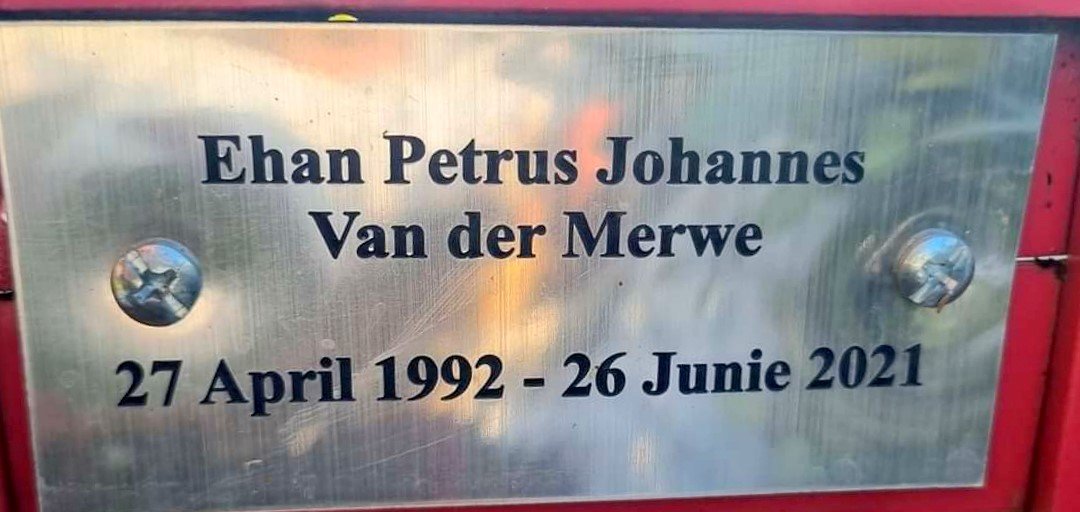 Ehan Petrus Johannes
Van der Merwe
27 April 1992 - 26 Junie 2021